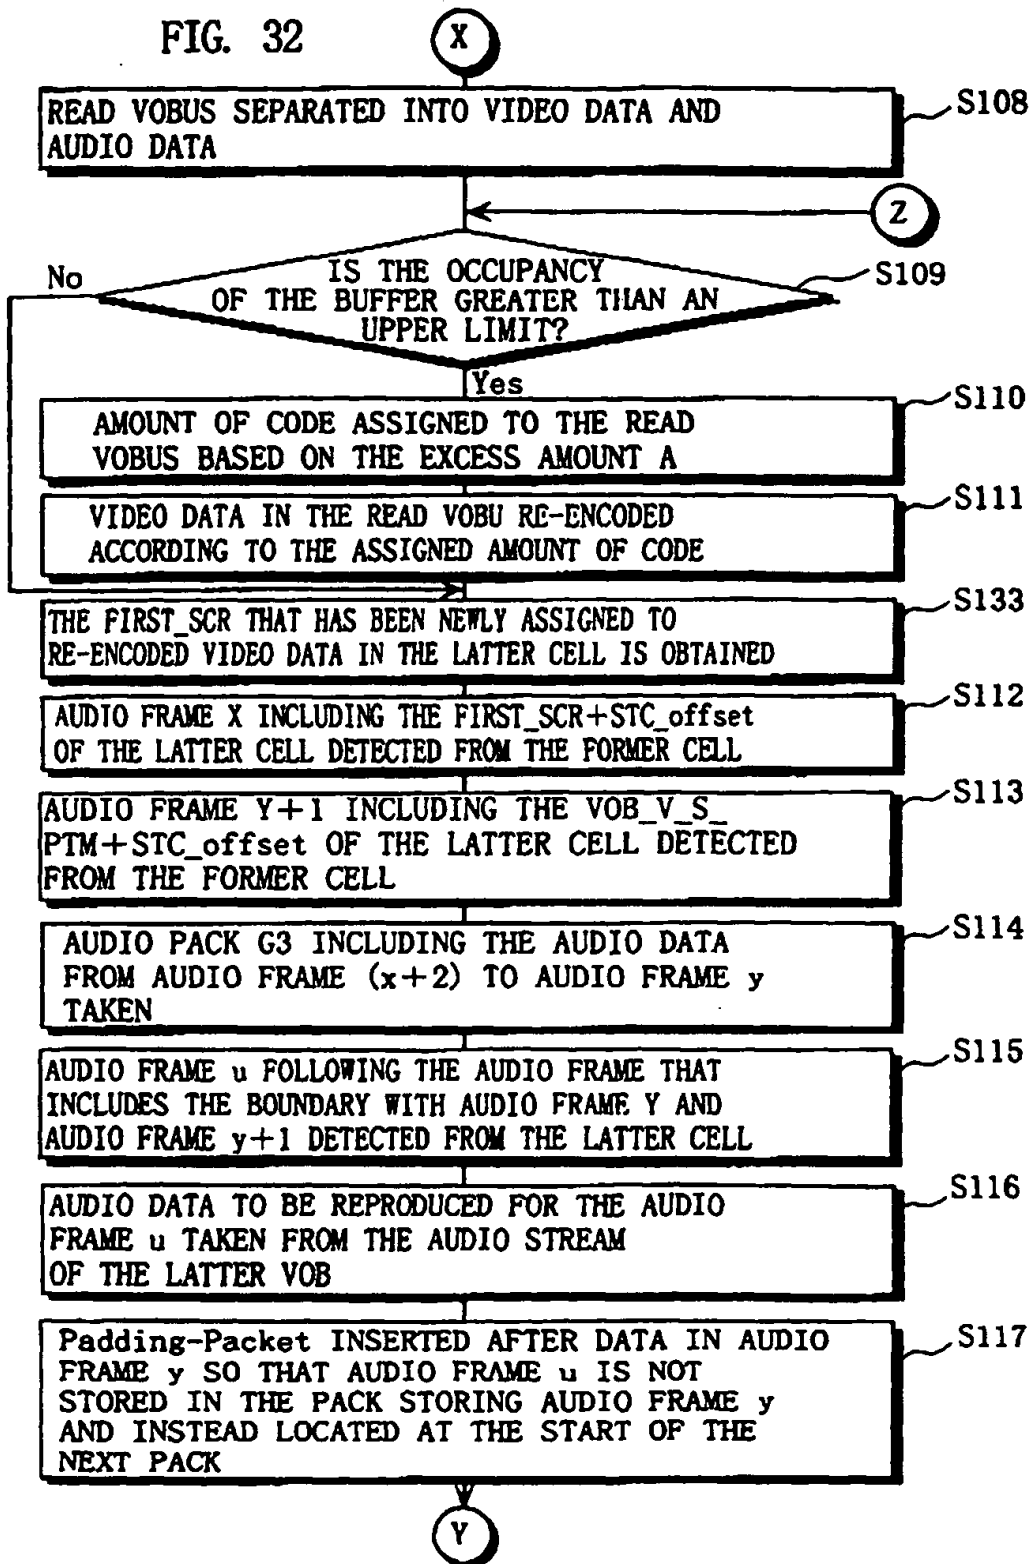 FIG. 32
X
READ VOBUS SEPARATED INTO VIDEO DATA AND
AUDIO DATA
S108
Z
No
IS THE OCCUPANCY
OF THE BUFFER GREATER THAN AN
UPPER LIMIT?
S109
Yes
AMOUNT OF CODE ASSIGNED TO THE READ
VOBUS BASED ON THE EXCESS AMOUNT A
S110
VIDEO DATA IN THE READ VOBU RE-ENCODED
ACCORDING TO THE ASSIGNED AMOUNT OF CODE
S111
THE FIRST_SCR THAT HAS BEEN NEWLY ASSIGNED TO
RE-ENCODED VIDEO DATA IN THE LATTER CELL IS OBTAINED
S133
AUDIO FRAME X INCLUDING THE FIRST_SCR+STC_offset
OF THE LATTER CELL DETECTED FROM THE FORMER CELL
S112
AUDIO FRAME Y+1 INCLUDING THE VOB_V_S_
PTM+STC_offset OF THE LATTER CELL DETECTED
FROM THE FORMER CELL
S113
AUDIO PACK G3 INCLUDING THE AUDIO DATA
FROM AUDIO FRAME (x+2) TO AUDIO FRAME y
TAKEN
S114
AUDIO FRAME u FOLLOWING THE AUDIO FRAME THAT
INCLUDES THE BOUNDARY WITH AUDIO FRAME Y AND
AUDIO FRAME y+1 DETECTED FROM THE LATTER CELL
S115
AUDIO DATA TO BE REPRODUCED FOR THE AUDIO
FRAME u TAKEN FROM THE AUDIO STREAM
OF THE LATTER VOB
S116
Padding-Packet INSERTED AFTER DATA IN AUDIO
FRAME y SO THAT AUDIO FRAME u IS NOT
STORED IN THE PACK STORING AUDIO FRAME y
AND INSTEAD LOCATED AT THE START OF THE
NEXT PACK
S117
Y